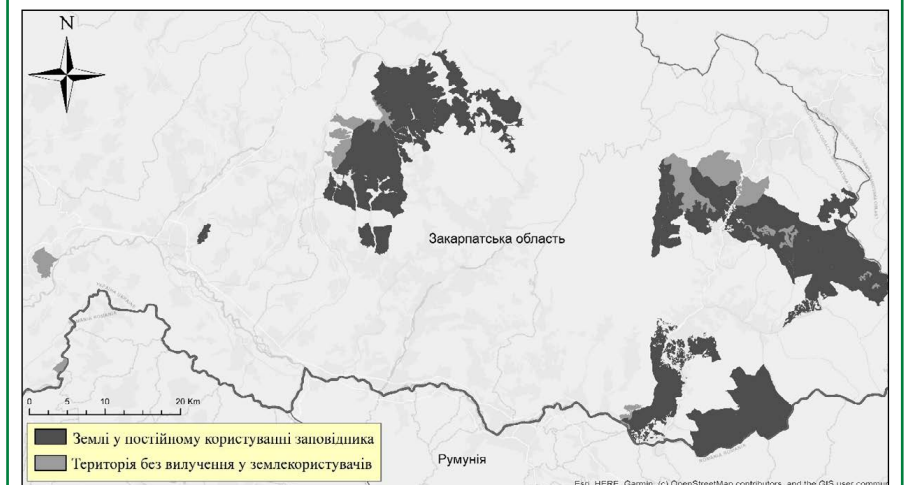 N
Закарпатська область
0 5 10 20 Km
Землі у постійному користуванні заповідника
Територія без вилучення у землекористувачів
Румунія
Esri, HERE, Garmin, (c) OpenStreetMap contributors, and the GIS user commun